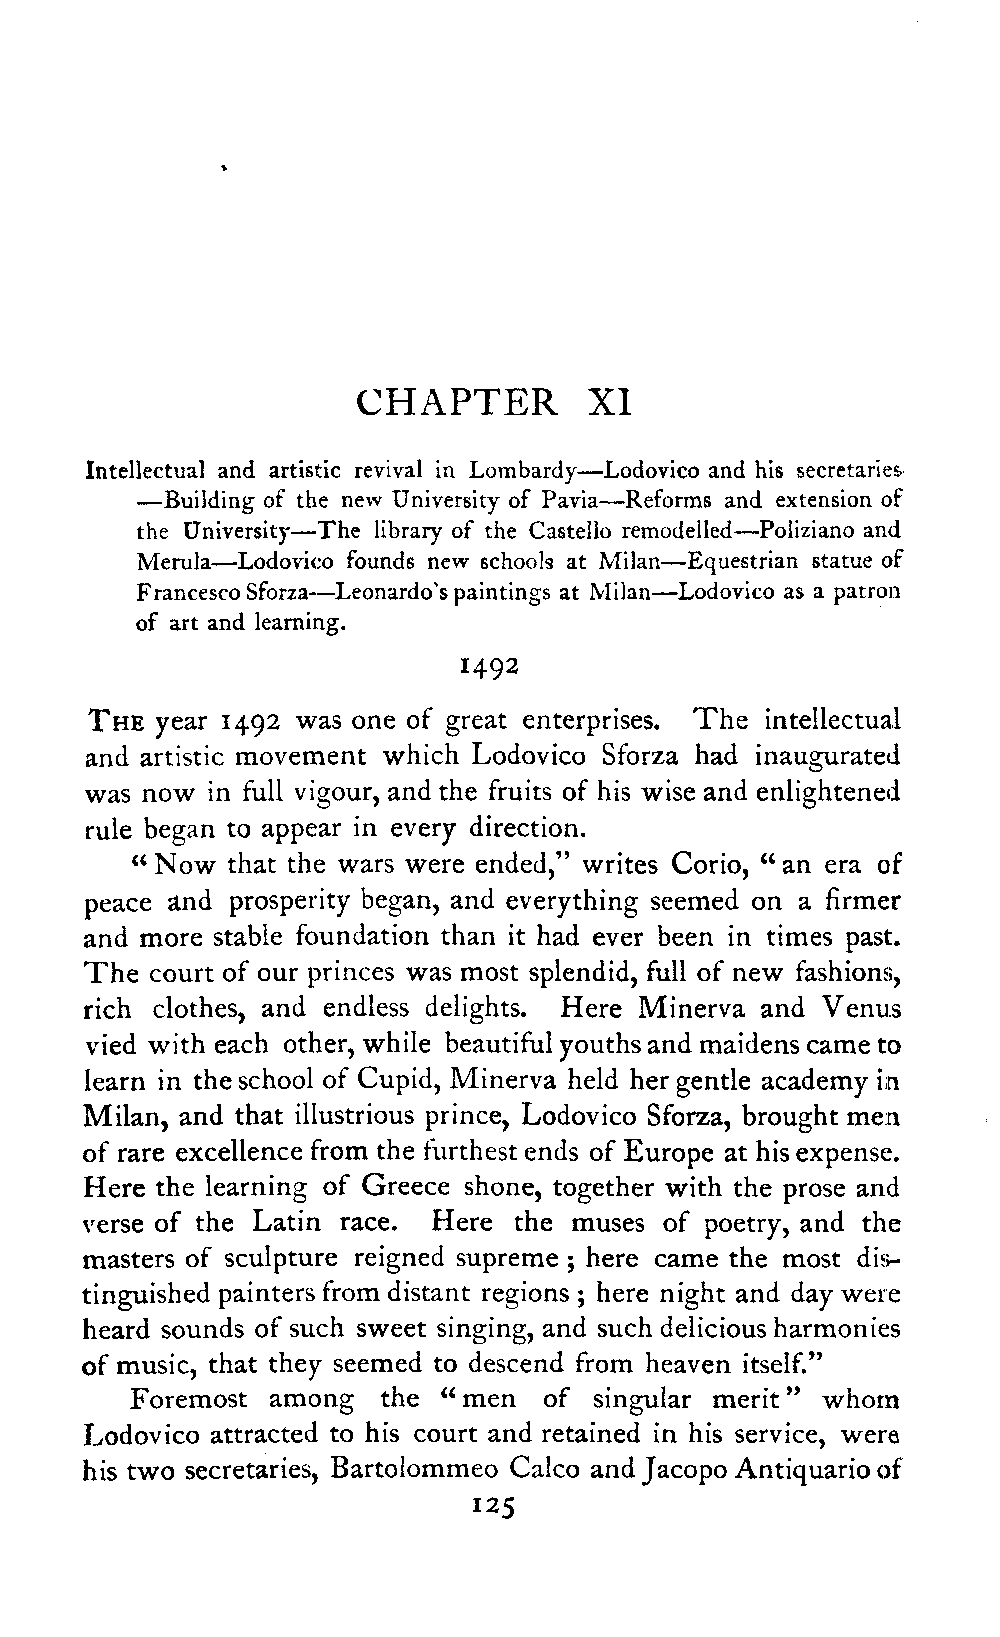 CHAPTER XI
Intellectual and artistic revival in Lombardy—Lodovico and his secretaries
—Building of the new University of Pavia—Reforms and extension of
the University—The library of the Castello remodelled—Poliziano and
Merula—Lodovico founds new schools at Milan—Equestrian statue of
Francesco Sforza—Leonardo's paintings at Milan—Lodovico as a patron
of art and learning.
1492
THE year 1492 was one of great enterprises. The intellectual
and artistic movement which Lodovico Sforza had inaugurated
was now in full vigour, and the fruits of his wise and enlightened
rule began to appear in every direction.
"Now that the wars were ended," writes Corio, "an era of
peace and prosperity began, and everything seemed on a firmer
and more stable foundation than it had ever been in times past.
The court of our princes was most splendid, full of new fashions,
rich clothes, and endless delights. Here Minerva and Venus
vied with each other, while beautiful youths and maidens came to
learn in the school of Cupid, Minerva held her gentle academy in
Milan, and that illustrious prince, Lodovico Sforza, brought men
of rare excellence from the furthest ends of Europe at his expense.
Here the learning of Greece shone, together with the prose and
verse of the Latin race. Here the muses of poetry, and the
masters of sculpture reigned supreme; here came the most dis-
tinguished painters from distant regions; here night and day were
heard sounds of such sweet singing, and such delicious harmonies
of music, that they seemed to descend from heaven itself."
Foremost among the "men of singular merit" whom
Lodovico attracted to his court and retained in his service, were
his two secretaries, Bartolommeo Calco and Jacopo Antiquario of
125